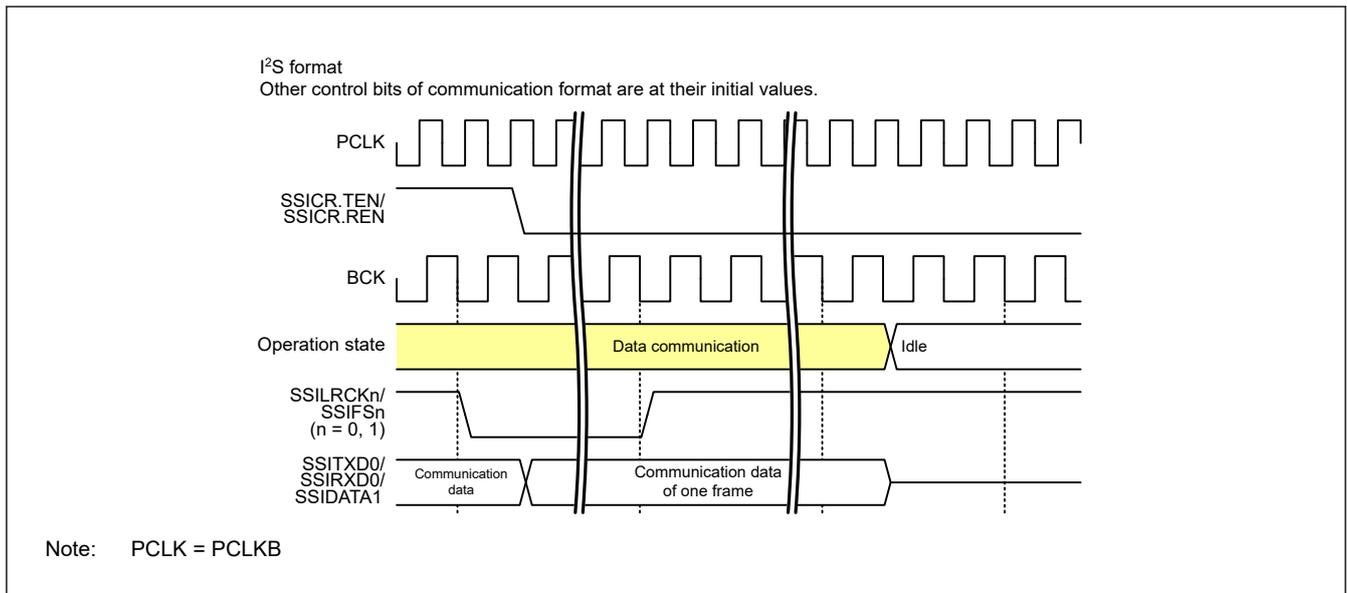 I²S format
Other control bits of communication format are at their initial values.
PCLK
SSICR.TEN/
SSICR.REN
BCK
Operation state
Data communication
Idle
SSILRCKn/
SSIFSn
(n = 0, 1)
SSITXD0/
SSIRXD0/
SSIDATA1
Communication
data
Communication data
of one frame
Note: PCLK = PCLKB